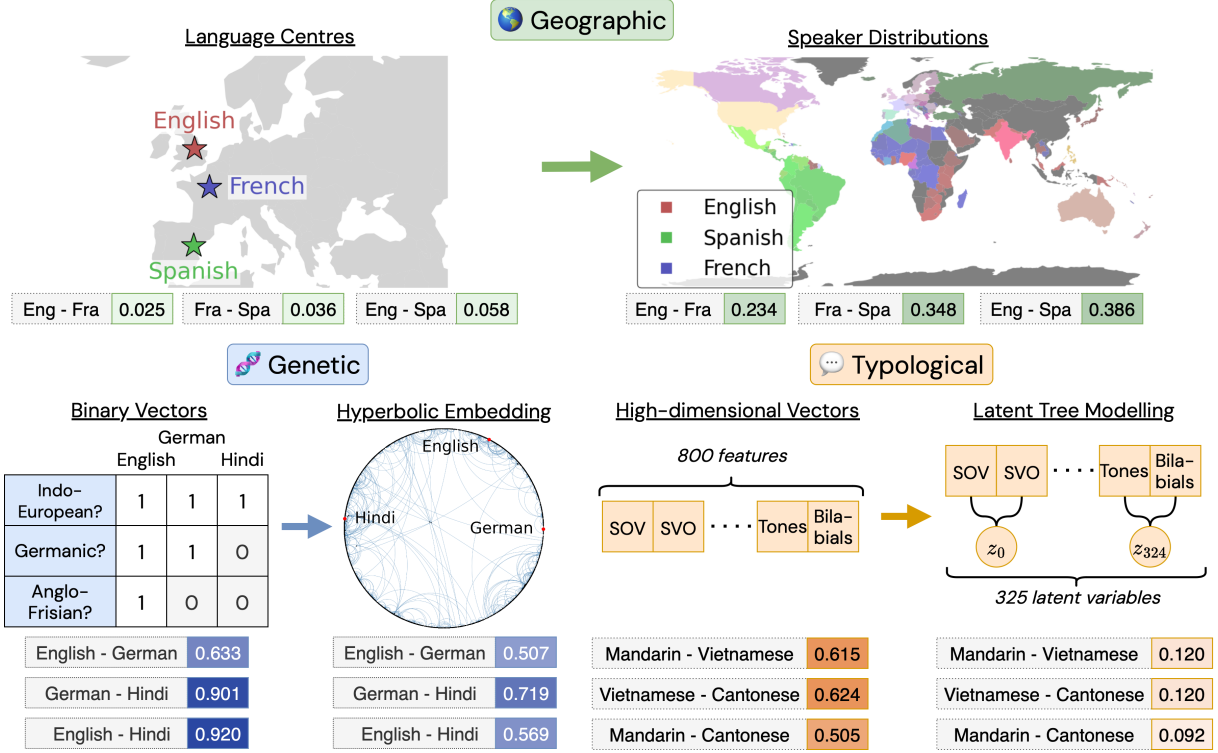 Geographic
Language Centres
English
French
Spanish
Eng - Fra 0.025
Fra - Spa 0.036
Eng - Spa 0.058
Speaker Distributions
English
Spanish
French
Eng - Fra 0.234
Fra - Spa 0.348
Eng - Spa 0.386
Genetic
Binary Vectors
German
English Hindi
Indo-
European? 1 1 1
Germanic? 1 1 0
Anglo-
Frisian? 1 0 0
English - German 0.633
German - Hindi 0.901
English - Hindi 0.920
Hyperbolic Embedding
English
Hindi
German
English - German 0.507
German - Hindi 0.719
English - Hindi 0.569
Typological
High-dimensional Vectors
800 features
SOV SVO ···· Tones Bila-
bials
Mandarin - Vietnamese 0.615
Vietnamese - Cantonese 0.624
Mandarin - Cantonese 0.505
Latent Tree Modelling
SOV SVO ···· Tones Bila-
bials
z0 z324
325 latent variables
Mandarin - Vietnamese 0.120
Vietnamese - Cantonese 0.120
Mandarin - Cantonese 0.092